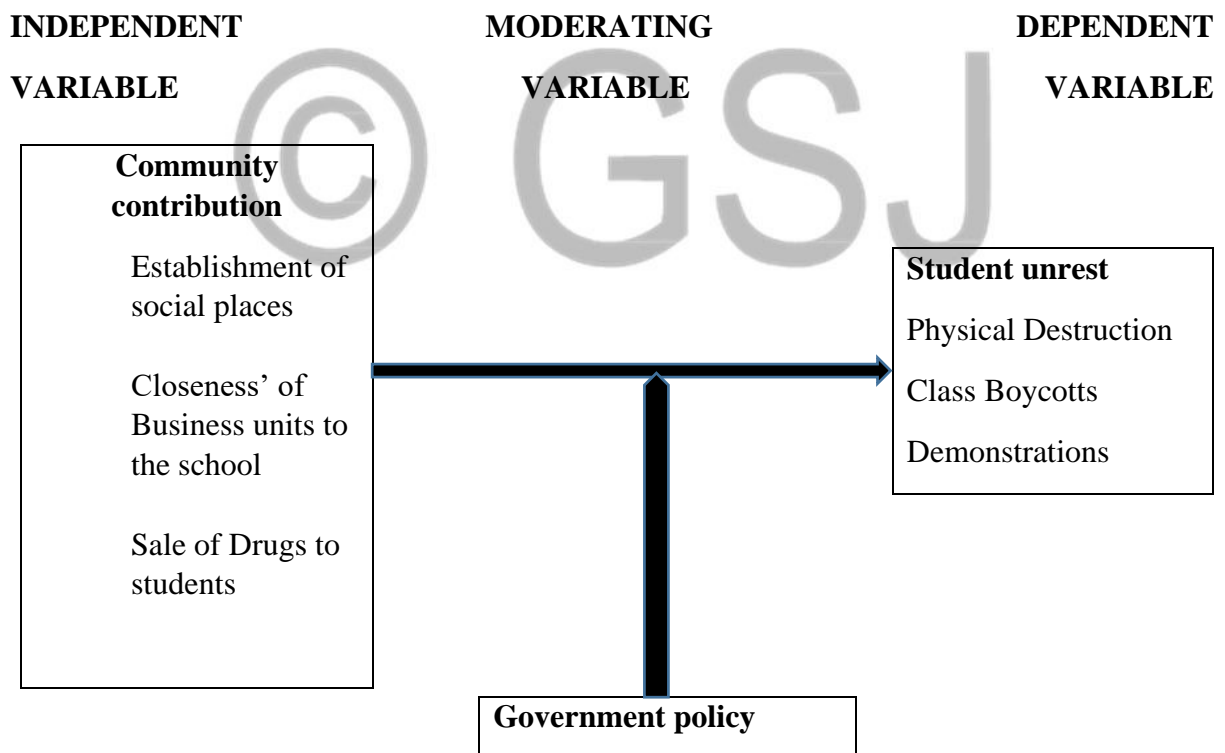 INDEPENDENT MODERATING DEPENDENT
VARIABLE VARIABLE VARIABLE
© GSJ
Community
contribution
Establishment of
social places
Closeness’ of
Business units to
the school
Sale of Drugs to
students
Student unrest
Physical Destruction
Class Boycotts
Demonstrations
Government policy